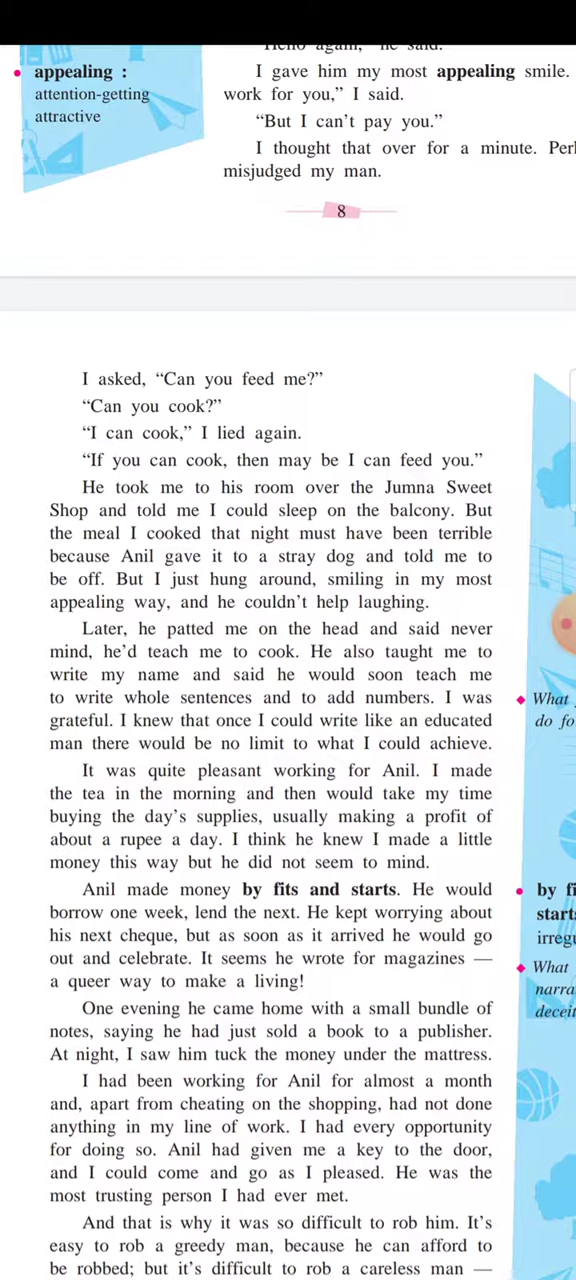 appealing :
attention-getting
attractive
I gave him my most appealing smile.
work for you,” I said.
“But I can’t pay you.”
I thought that over for a minute.
misjudged my man.
8
I asked, “Can you feed me?”
“Can you cook?”
“I can cook,” I lied again.
“If you can cook, then may be I can feed you.”
He took me to his room over the Jumna Sweet
Shop and told me I could sleep on the balcony. But
the meal I cooked that night must have been terrible
because Anil gave it to a stray dog and told me to
be off. But I just hung around, smiling in my most
appealing way, and he couldn’t help laughing.
Later, he patted me on the head and said never
mind, he’d teach me to cook. He also taught me to
write my name and said he would soon teach me
to write whole sentences and to add numbers. I was
grateful. I knew that once I could write like an educated
man there would be no limit to what I could achieve.
What
do
It was quite pleasant working for Anil. I made
the tea in the morning and then would take my time
buying the day’s supplies, usually making a profit of
about a rupee a day. I think he knew I made a little
money this way but he did not seem to mind.
Anil made money by fits and starts. He would
borrow one week, lend the next. He kept worrying about
his next cheque, but as soon as it arrived he would go
out and celebrate. It seems he wrote for magazines —
a queer way to make a living!
by
What
One evening he came home with a small bundle of
notes, saying he had just sold a book to a publisher.
At night, I saw him tuck the money under the mattress.
I had been working for Anil for almost a month
and, apart from cheating on the shopping, had not done
anything in my line of work. I had every opportunity
for doing so. Anil had given me a key to the door,
and I could come and go as I pleased. He was the
most trusting person I had ever met.
And that is why it was so difficult to rob him. It’s
easy to rob a greedy man, because he can afford to
be robbed; but it’s difficult to rob a careless man —